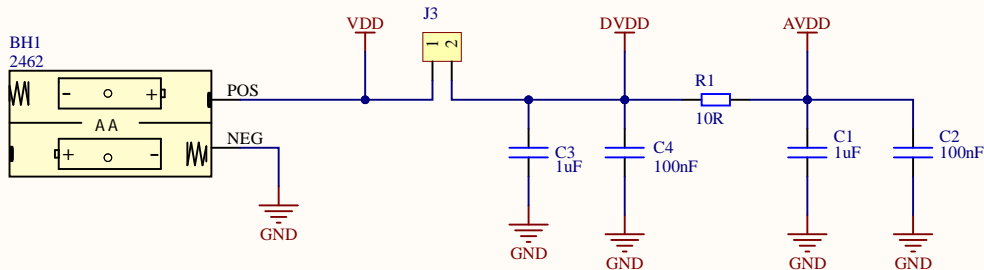 BH1
2462
POS
NEG
AA
- +
+ -
GND
VDD
J3
1 2
DVDD
AVDD
R1
10R
C3
1uF
GND
C4
100nF
GND
C1
1uF
GND
C2
100nF
GND